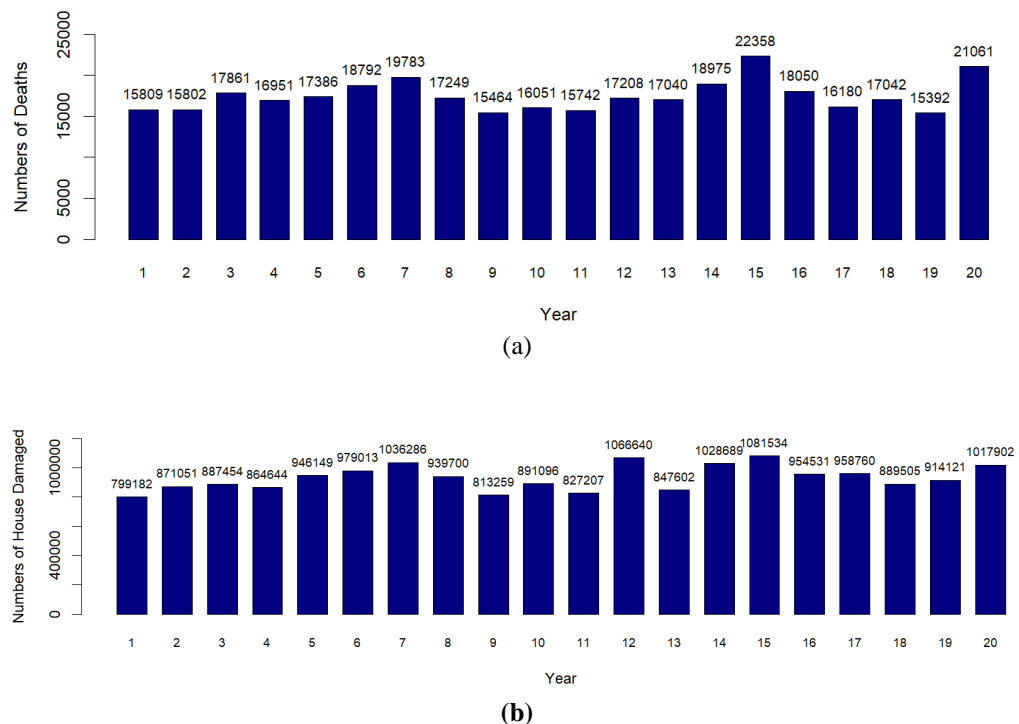 Numbers of Deaths
25000
15000
5000
0
15809 15802 17861 16951 17386 18792 19783 17249 15464 16051 15742 17208 17040 18975 22358 18050 16180 17042 15392 21061
1 2 3 4 5 6 7 8 9 10 11 12 13 14 15 16 17 18 19 20
Year
(a)
Numbers of House Damaged
1000000
400000
0
799182 871051 887454 864644 946149 979013 1036286 939700 813259 891096 827207 1066640 847602 1028689 1081534 954531 958760 889505 914121 1017902
1 2 3 4 5 6 7 8 9 10 11 12 13 14 15 16 17 18 19 20
Year
(b)